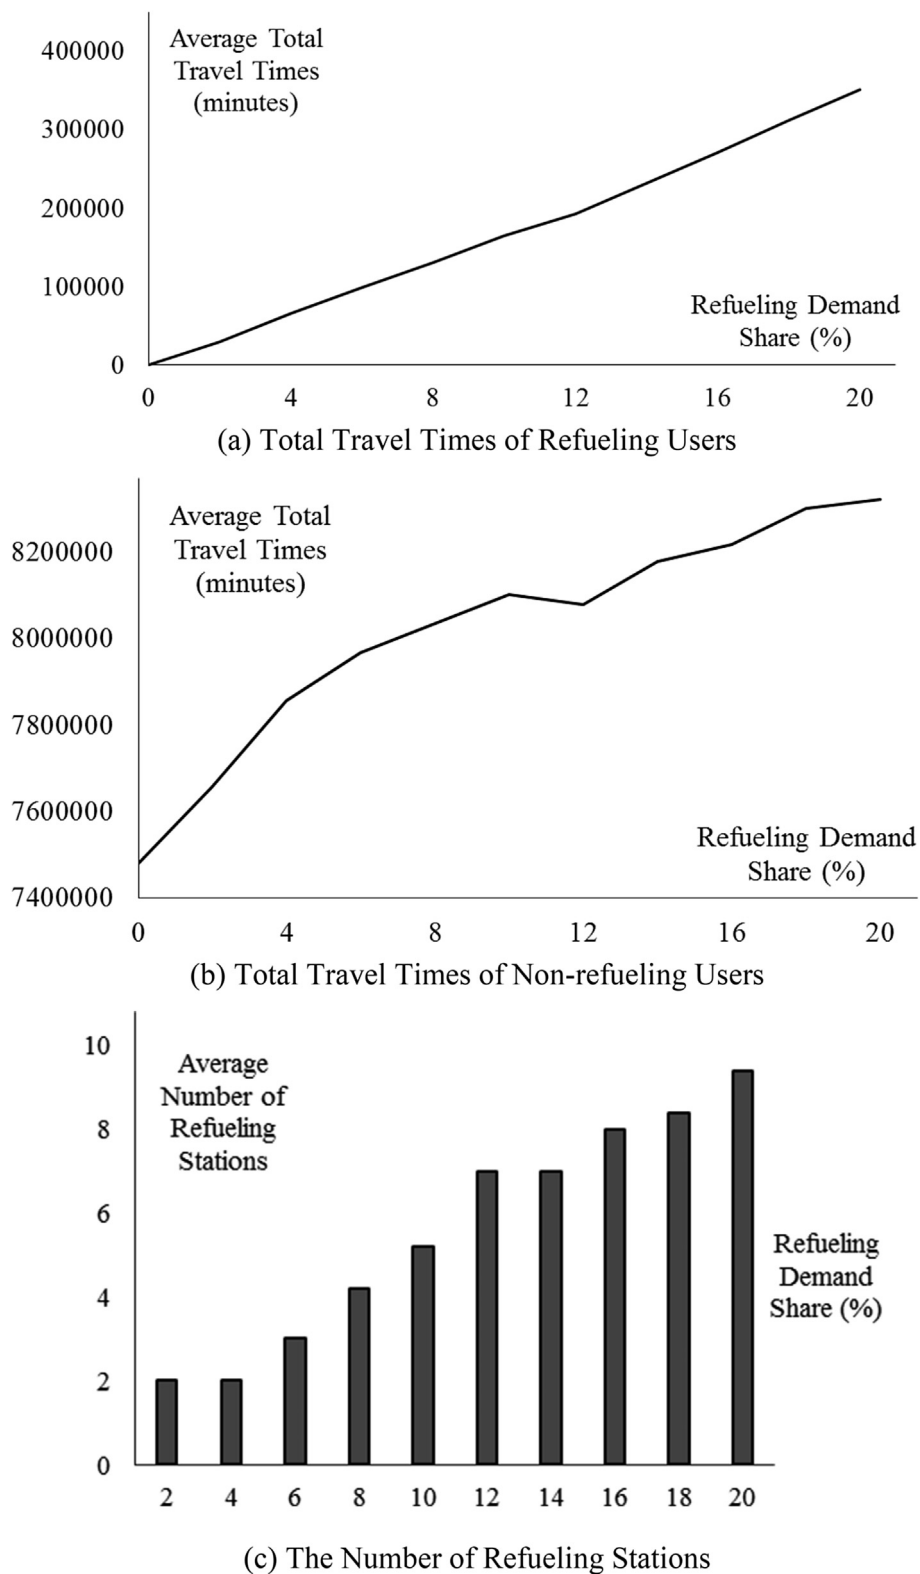 Average Total
Travel Times
(minutes)
400000
300000
200000
100000
0
Refueling Demand
Share (%)
0 4 8 12 16 20
(a) Total Travel Times of Refueling Users
Average Total
Travel Times
(minutes)
8200000
8000000
7800000
7600000
7400000
Refueling Demand
Share (%)
0 4 8 12 16 20
(b) Total Travel Times of Non-refueling Users
Average
Number of
Refueling
Stations
10
8
6
4
2
0
Refueling
Demand
Share (%)
2 4 6 8 10 12 14 16 18 20
(c) The Number of Refueling Stations